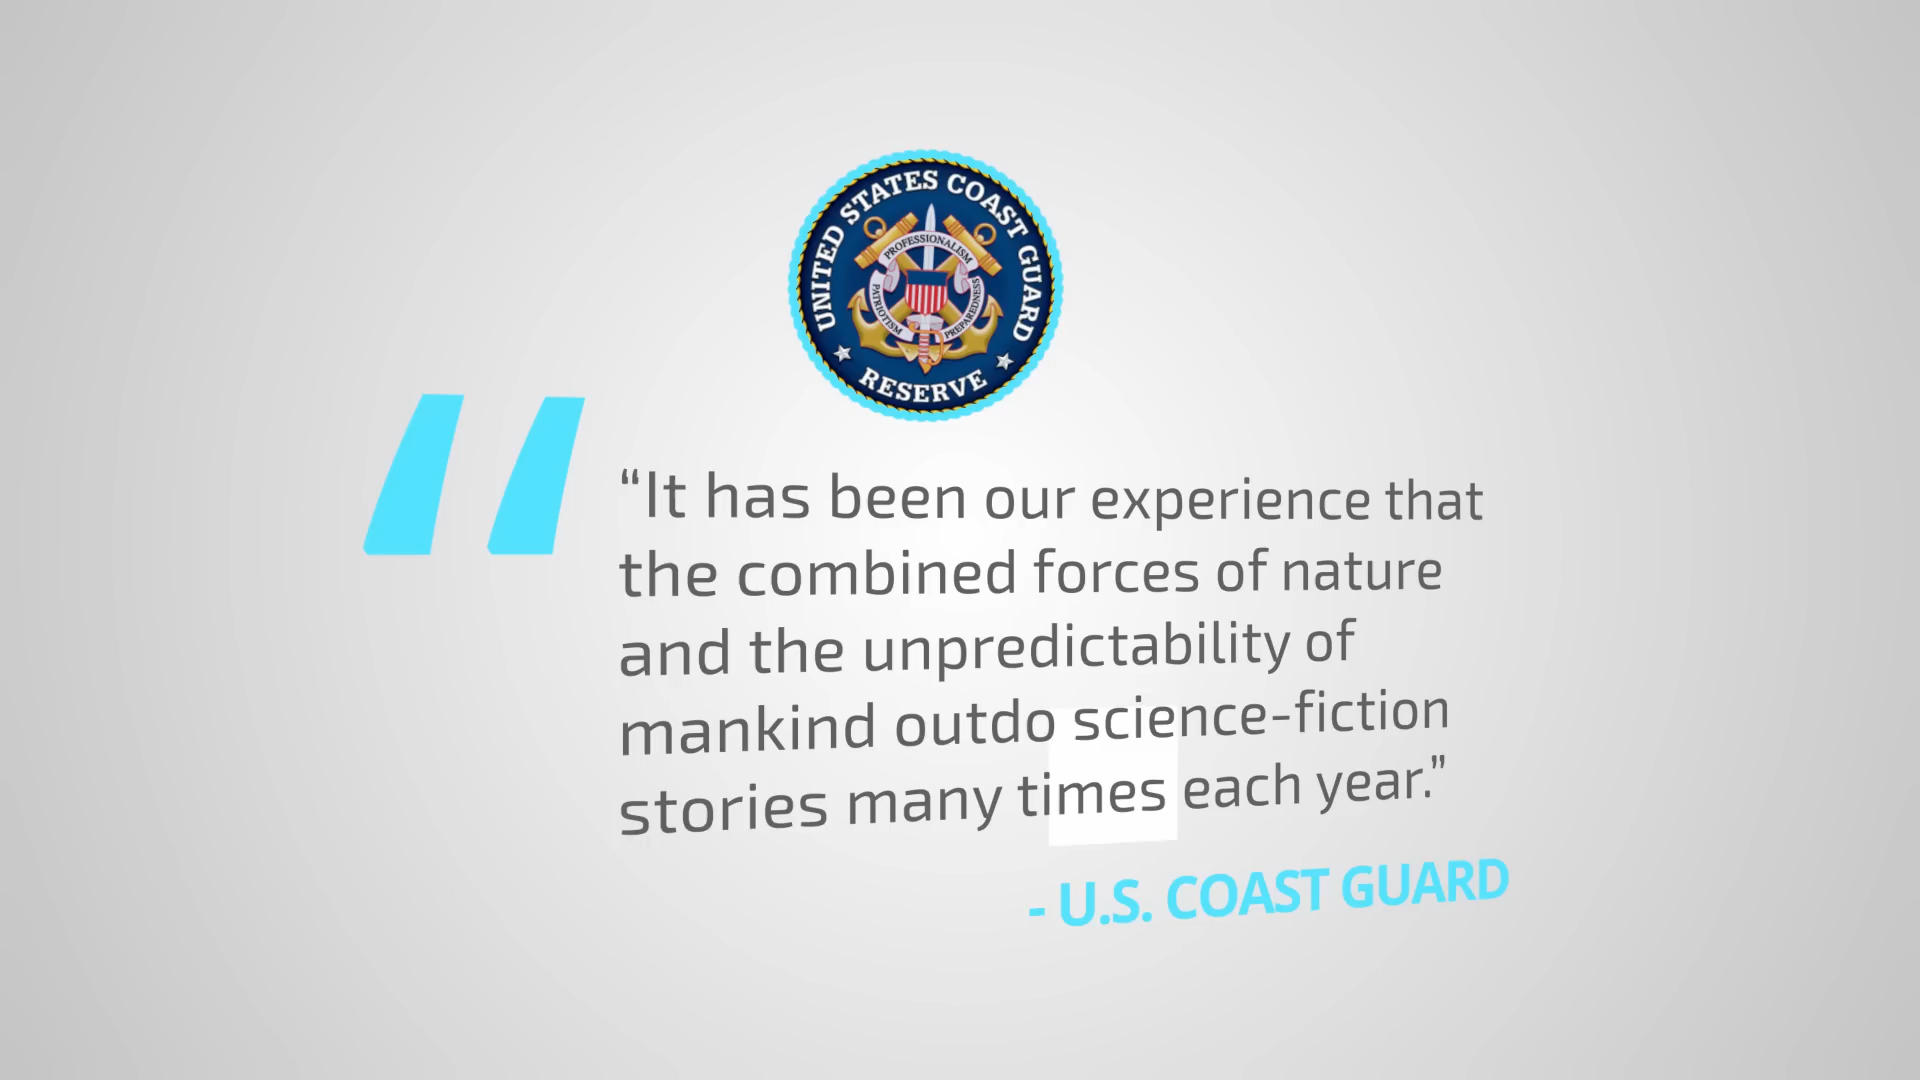 UNITED STATES COAST GUARD
PROFESSIONALISM
PATRIOTISM
PREPAREDNESS
RESERVE
“It has been our experience that
the combined forces of nature
and the unpredictability of
mankind outdo science-fiction
stories many times each year.”
- U.S. COAST GUARD